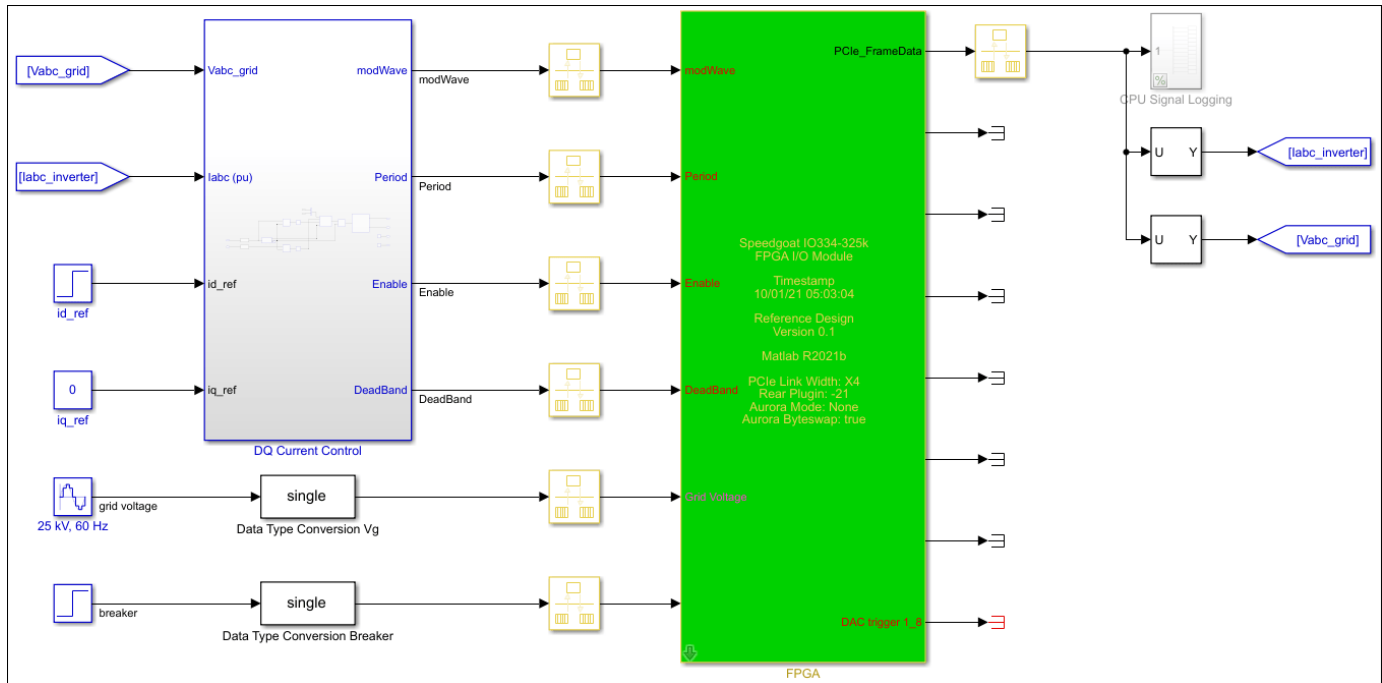 [Vabc_grid]
Vabc_grid
modWave
modWave
modWave
PCIe_FrameData
1
%
CPU Signal Logging
[Iabc_inverter]
Iabc (pu)
Period
Period
Period
U
Y
[Iabc_inverter]
U
Y
[Vabc_grid]
id_ref
id_ref
Enable
Enable
Enable
Speedgoat IO334-325k
FPGA I/O Module
Timestamp
10/01/21 05:03:04
Reference Design
Version 0.1
Matlab R2021b
PCIe Link Width: X4
Rear Plugin: -21
Aurora Mode: None
Aurora Byteswap: true
0
iq_ref
iq_ref
DeadBand
DeadBand
DeadBand
DQ Current Control
grid voltage
25 kV, 60 Hz
single
Data Type Conversion Vg
Grid Voltage
breaker
single
Data Type Conversion Breaker
DAC trigger 1_8
FPGA